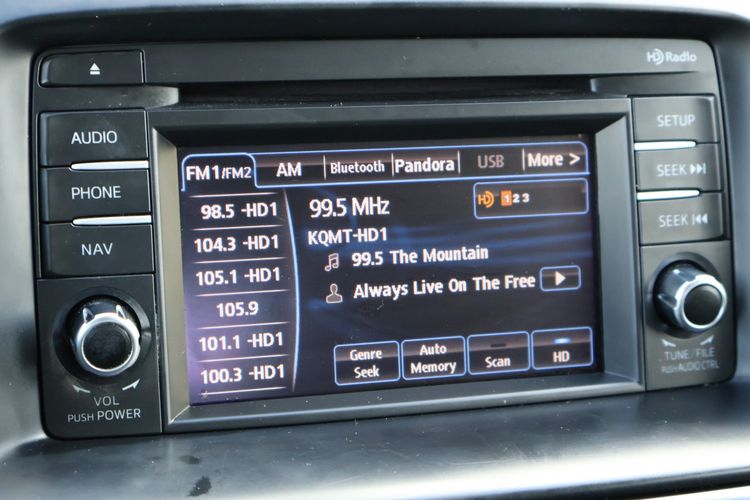 HD Radio
AUDIO
PHONE
NAV
VOL
PUSH POWER
SETUP
SEEK
SEEK
TUNE/FILE
PUSH AUDIO CTRL
FM1/FM2 AM Bluetooth Pandora USB More >
98.5 -HD1
104.3 -HD1
105.1 -HD1
105.9
101.1 -HD1
100.3 -HD1
99.5 MHz
HD 1 2 3
KQMT-HD1
99.5 The Mountain
Always Live On The Free
Genre
Seek
Auto
Memory
Scan
HD